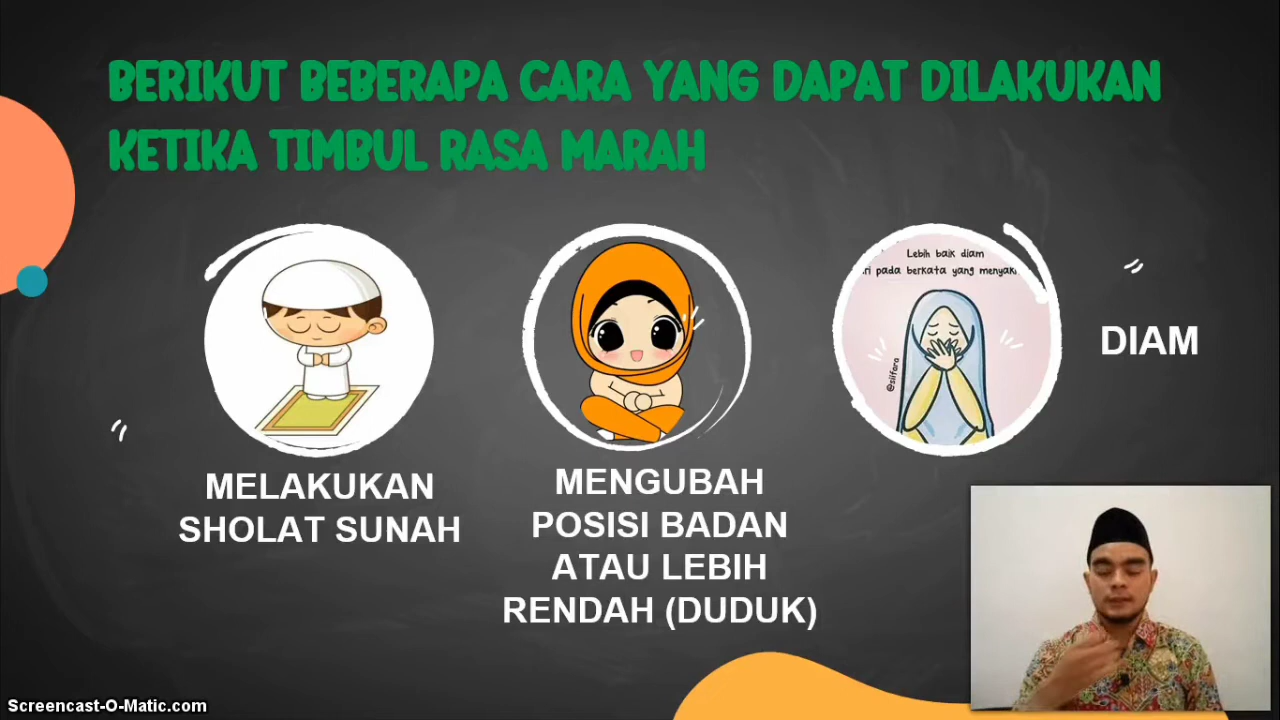 BERIKUT BEBERAPA CARA YANG DAPAT DILAKUKAN
KETIKA TIMBUL RASA MARAH
MELAKUKAN
SHOLAT SUNAH
MENGUBAH
POSISI BADAN
ATAU LEBIH
RENDAH (DUDUK)
Lebih baik diam
pada berkata yang
@siifara
DIAM
Screencast-O-Matic.com